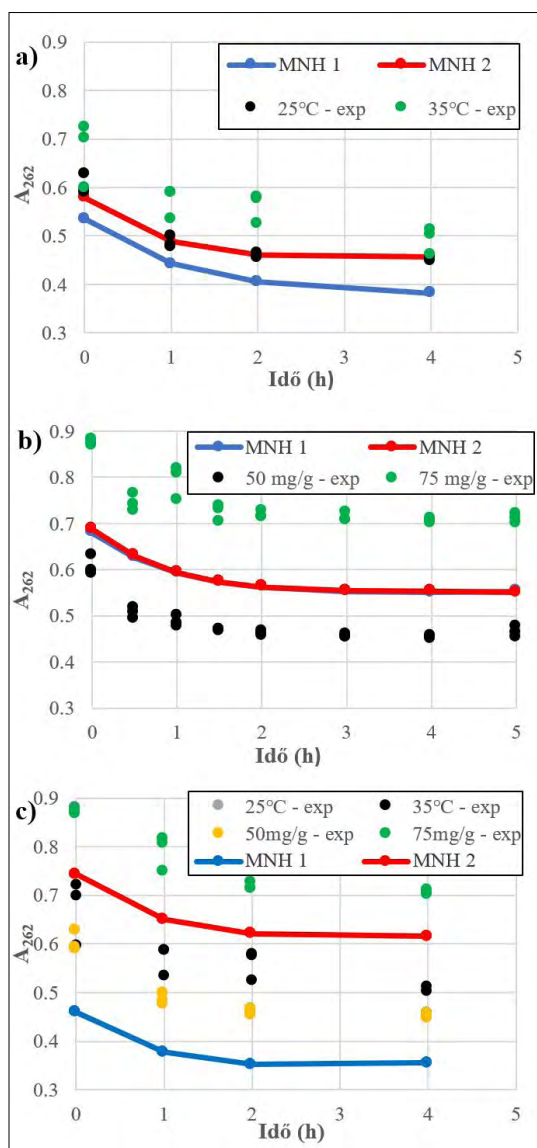 a)
0.9
0.8
0.7
0.6
0.5
0.4
0.3
A262
MNH 1
MNH 2
25°C - exp
35°C - exp
0 1 2 3 4 5
Idő (h)
b)
0.9
0.8
0.7
0.6
0.5
0.4
0.3
A262
MNH 1
MNH 2
50 mg/g - exp
75 mg/g - exp
0 1 2 3 4 5
Idő (h)
c)
0.9
0.8
0.7
0.6
0.5
0.4
0.3
A262
25°C - exp
35°C - exp
50mg/g - exp
75mg/g - exp
MNH 1
MNH 2
0 1 2 3 4 5
Idő (h)